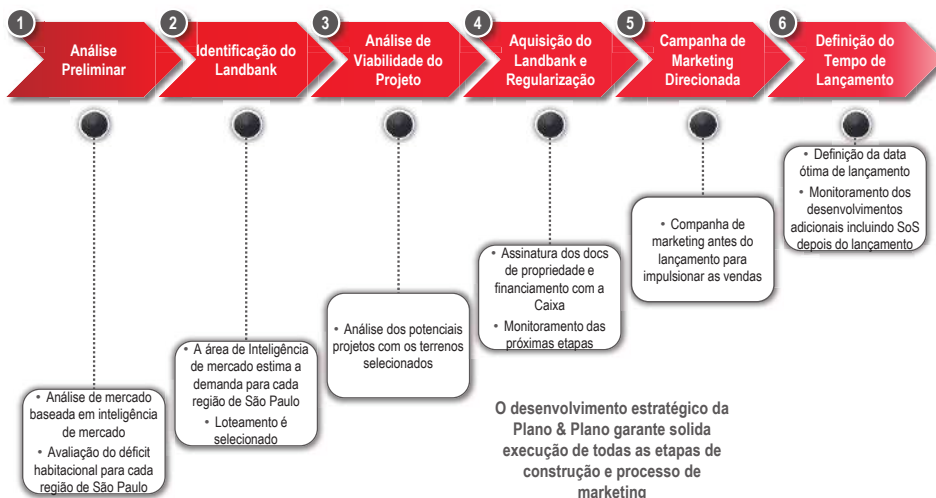 1
Análise
Preliminar
2
Identificação do
Landbank
3
Análise de
Viabilidade do
Projeto
4
Aquisição do
Landbank e
Regularização
5
Campanha de
Marketing
Direcionada
6
Definição do
Tempo de
Lançamento
• Análise de mercado
baseada em inteligência
de mercado
• Avaliação do déficit
habitacional para cada
região de São Paulo
• A área de Inteligência
de mercado estima a
demanda para cada
região de São Paulo
• Loteamento é
selecionado
• Análise dos potenciais
projetos com os terrenos
selecionados
• Assinatura dos docs
de propriedade e
financiamento com a
Caixa
• Monitoramento das
próximas etapas
• Companha de
marketing antes do
lançamento para
impulsionar as vendas
• Definição da data
ótima de lançamento
• Monitoramento dos
desenvolvimentos
adicionais incluindo SoS
depois do lançamento
O desenvolvimento estratégico da
Plano & Plano garante solida
execução de todas as etapas de
construção e processo de
marketing